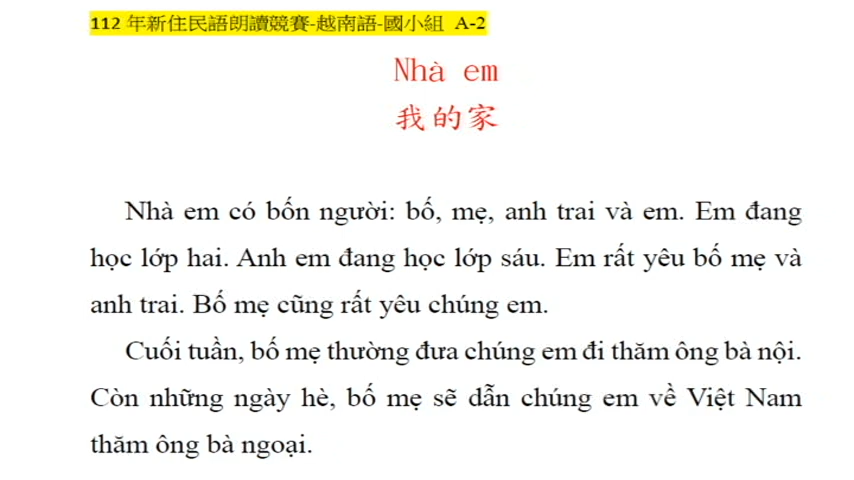 112 年新住民語朗讀競賽-越南語-國小組 A-2
Nhà em
我的家
Nhà em có bốn người: bố, mẹ, anh trai và em. Em đang
học lớp hai. Anh em đang học lớp sáu. Em rất yêu bố mẹ và
anh trai. Bố mẹ cũng rất yêu chúng em.
Cuối tuần, bố mẹ thường đưa chúng em đi thăm ông bà nội.
Còn những ngày hè, bố mẹ sẽ dẫn chúng em về Việt Nam
thăm ông bà ngoại.